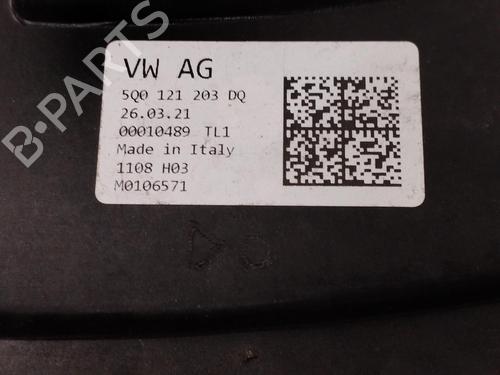 B-PARTS
VW AG
5Q0 121 203 DQ
26.03.21
00010489 TL1
Made in Italy
1108 H03
M0106571